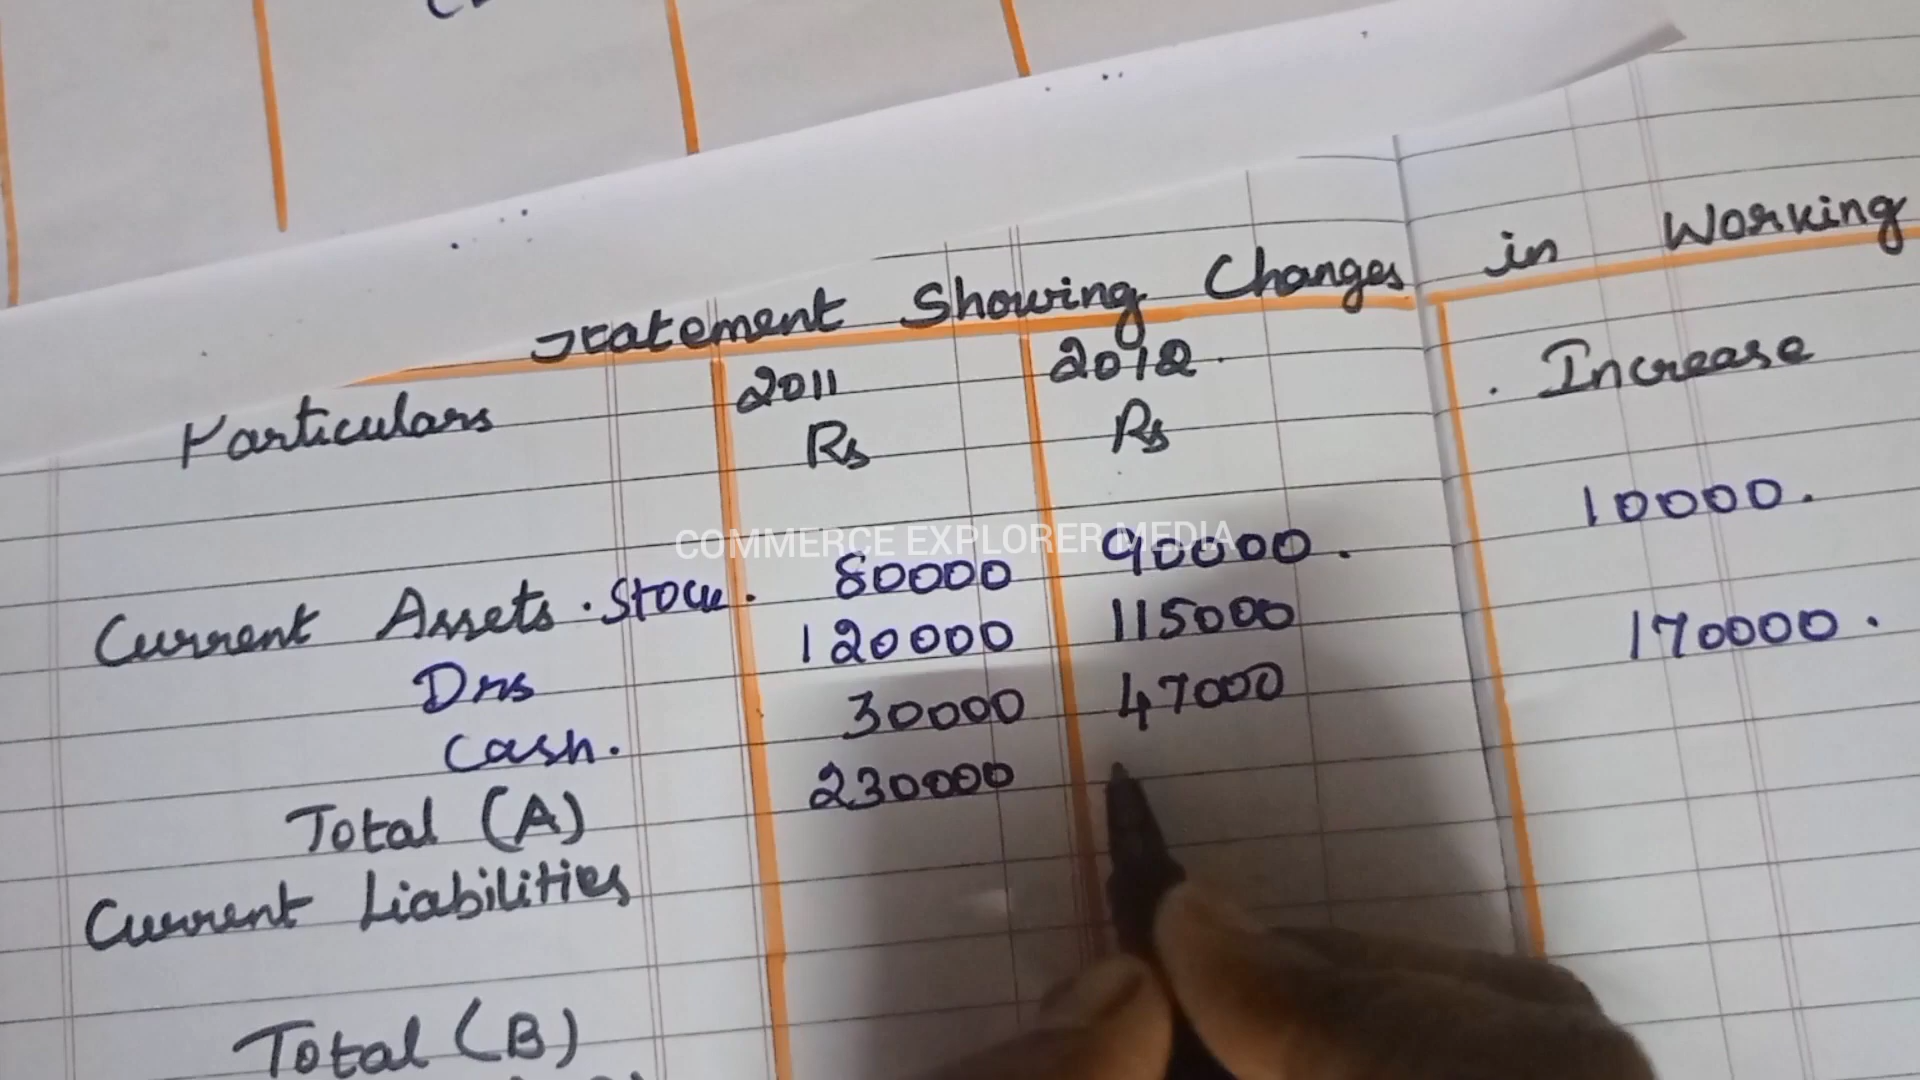 Statement Showing Changes in Working
Particulars 2011 2012 . Increase
Rs Rs
COMMERCE EXPLORER MEDIA
Current Assets . Stock . 80000 90000 . 10000 .
Drs 120000 115000
Cash . 30000 47000 170000 .
Total (A) 230000
Current Liabilities
Total (B)